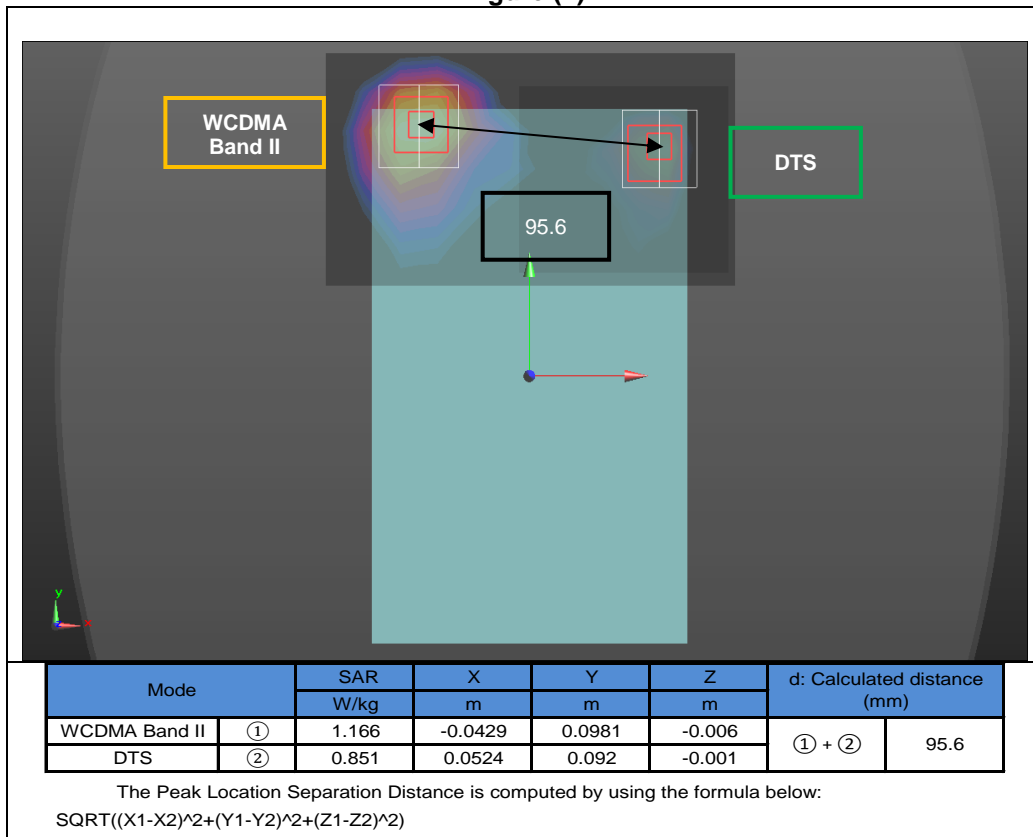 WCDMA
Band II
DTS
95.6
y
x
Mode SAR X Y Z d: Calculated distance
(mm)
W/kg m m m
WCDMA Band II ① 1.166 -0.0429 0.0981 -0.006 ① + ② 95.6
DTS ② 0.851 0.0524 0.092 -0.001
The Peak Location Separation Distance is computed by using the formula below:
SQRT((X1-X2)^2+(Y1-Y2)^2+(Z1-Z2)^2)